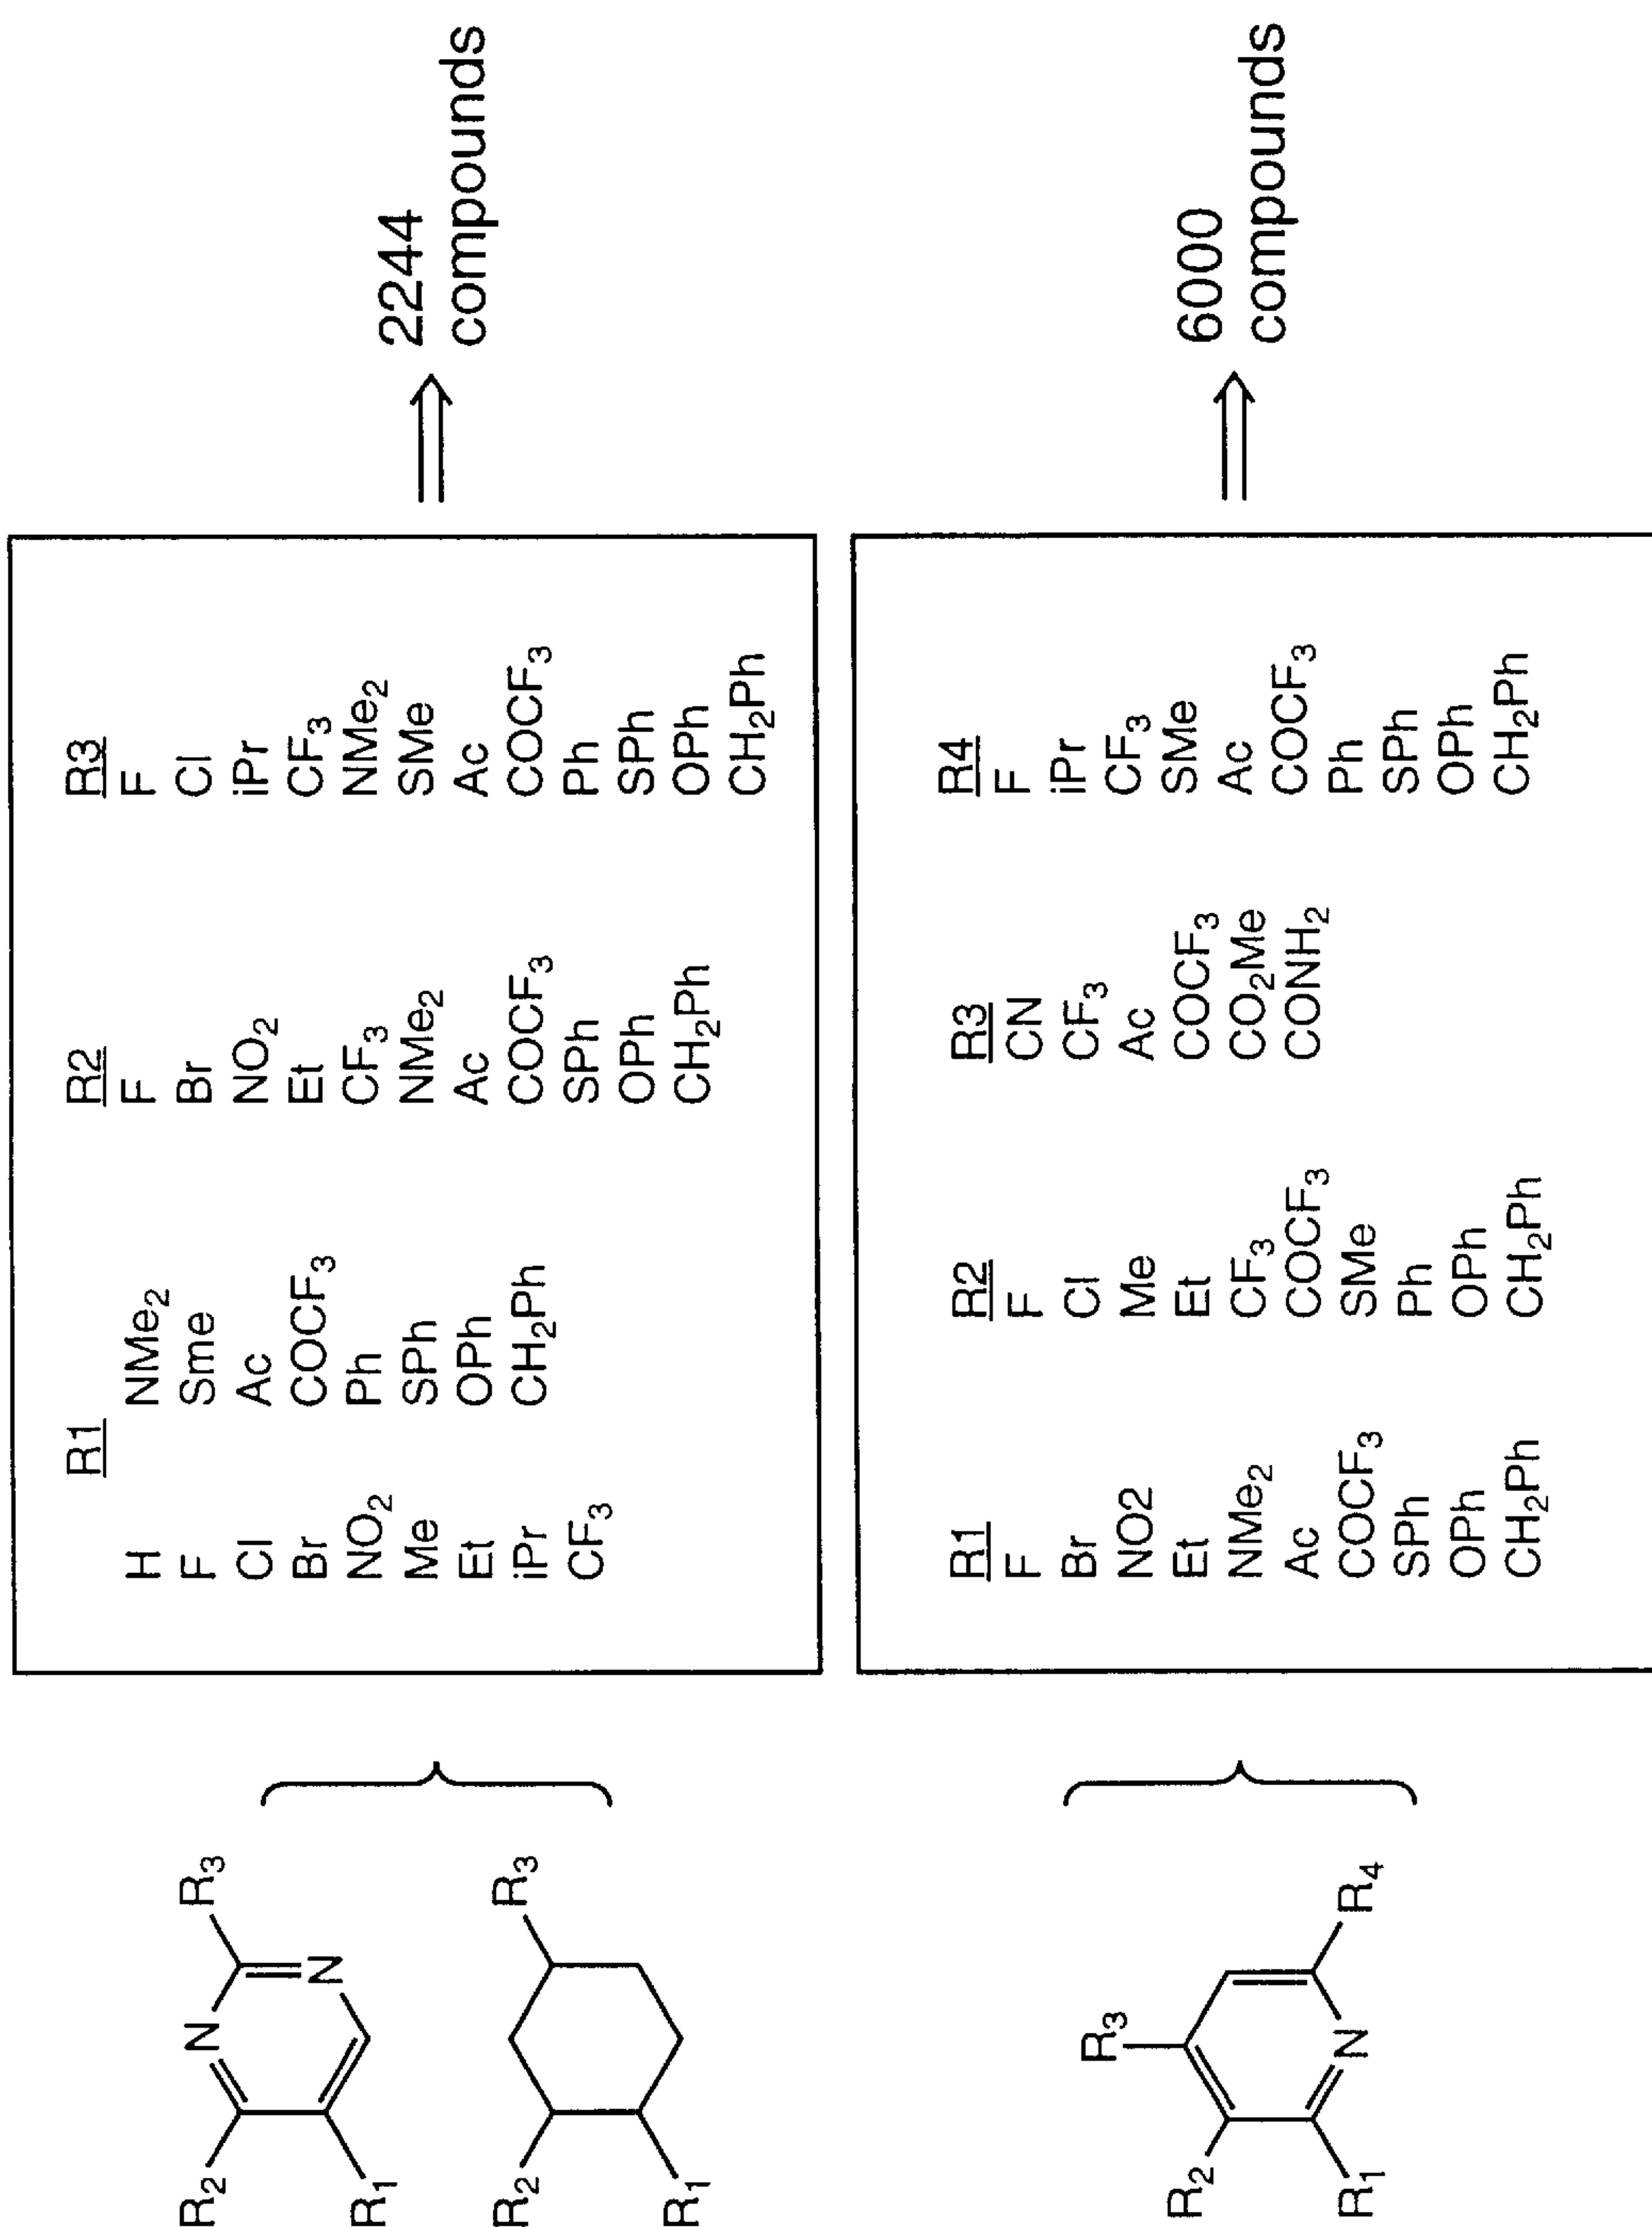 R2
N
R3
R1
N
R2
R3
R1
R1
H
F
Cl
Br
NO2
Me
Et
iPr
CF3
NMe2
Sme
Ac
COCF3
Ph
SPh
OPh
CH2Ph
R2
F
Br
NO2
Et
CF3
NMe2
Ac
COCF3
SPh
OPh
CH2Ph
R3
F
Cl
iPr
CF3
NMe2
SMe
Ac
COCF3
Ph
SPh
OPh
CH2Ph
2244
compounds
R3
R2
R1
N
R4
R1
F
Br
NO2
Et
NMe2
Ac
COCF3
SPh
OPh
CH2Ph
R2
F
Cl
Me
Et
CF3
COCF3
SMe
Ph
OPh
CH2Ph
R3
CN
CF3
Ac
COCF3
CO2Me
CONH2
R4
F
iPr
CF3
SMe
Ac
COCF3
Ph
SPh
OPh
CH2Ph
6000
compounds